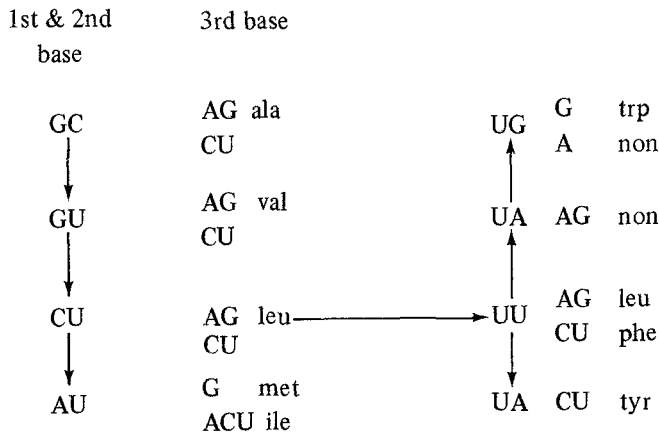 1st & 2nd base 3rd base
GC AG ala UG G trp
CU A non
GU AG val UA AG non
CU
CU AG leu UU AG leu
CU CU phe
AU G met UA CU tyr
ACU ile